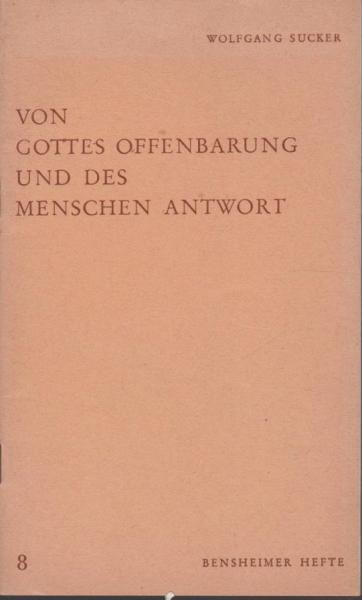 WOLFGANG SUCKER
VON
GOTTES OFFENBARUNG
UND DES
MENSCHEN ANTWORT
8 BENSHEIMER HEFTE